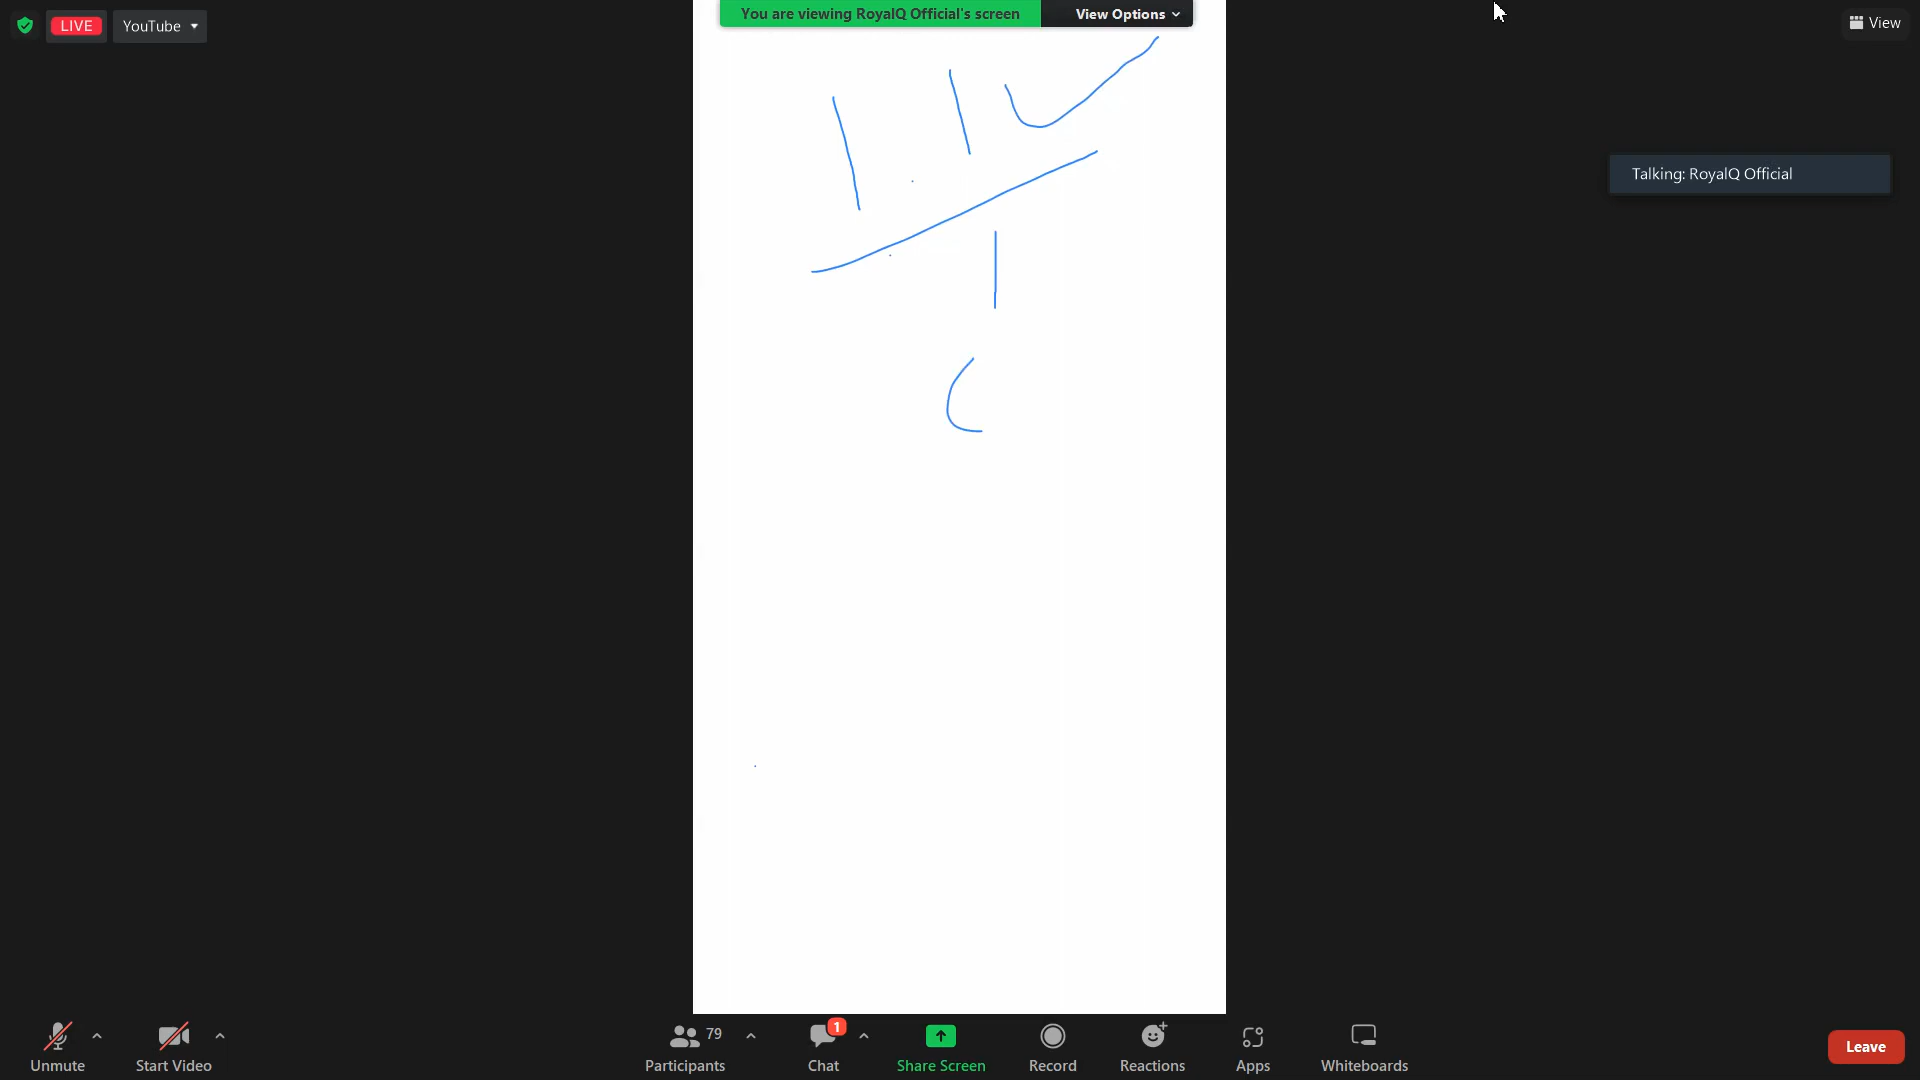 You are viewing RoyalQ Official's screen
View Options
LIVE
YouTube
View
Talking: RoyalQ Official
79
1
Unmute
Start Video
Participants
Chat
Share Screen
Record
Reactions
Apps
Whiteboards
Leave